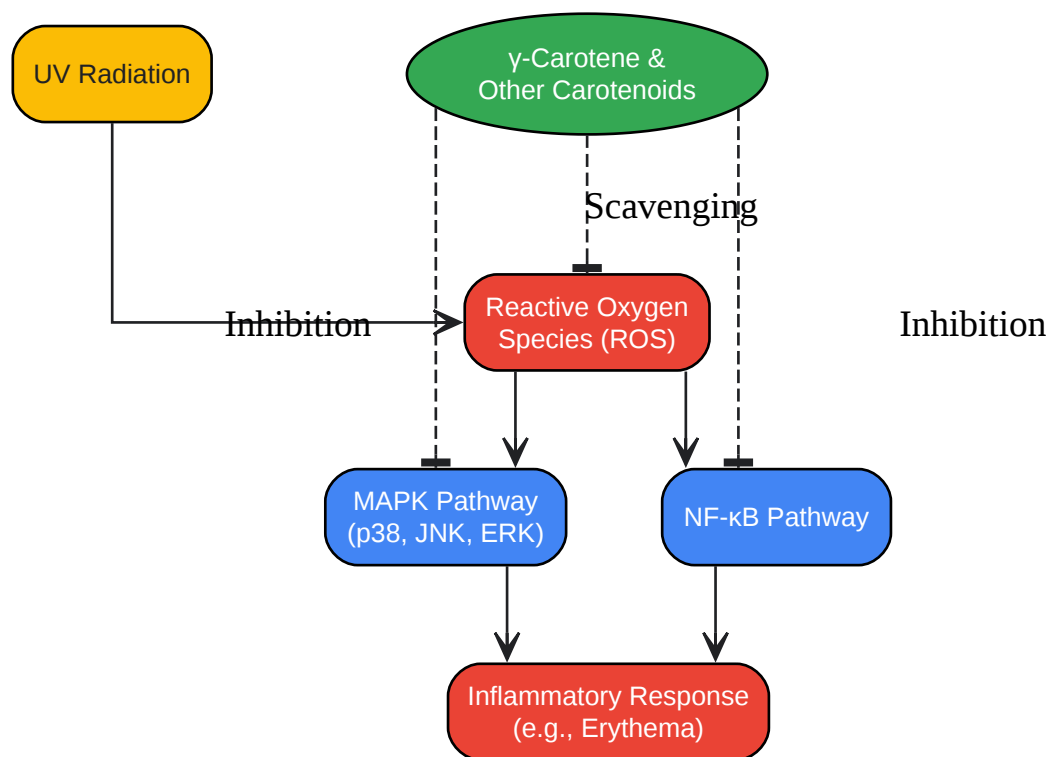 UV Radiation
γ-Carotene &
Other Carotenoids
Scavenging
Reactive Oxygen
Species (ROS)
Inhibition
Inhibition
MAPK Pathway
(p38, JNK, ERK)
NF-κB Pathway
Inflammatory Response
(e.g., Erythema)